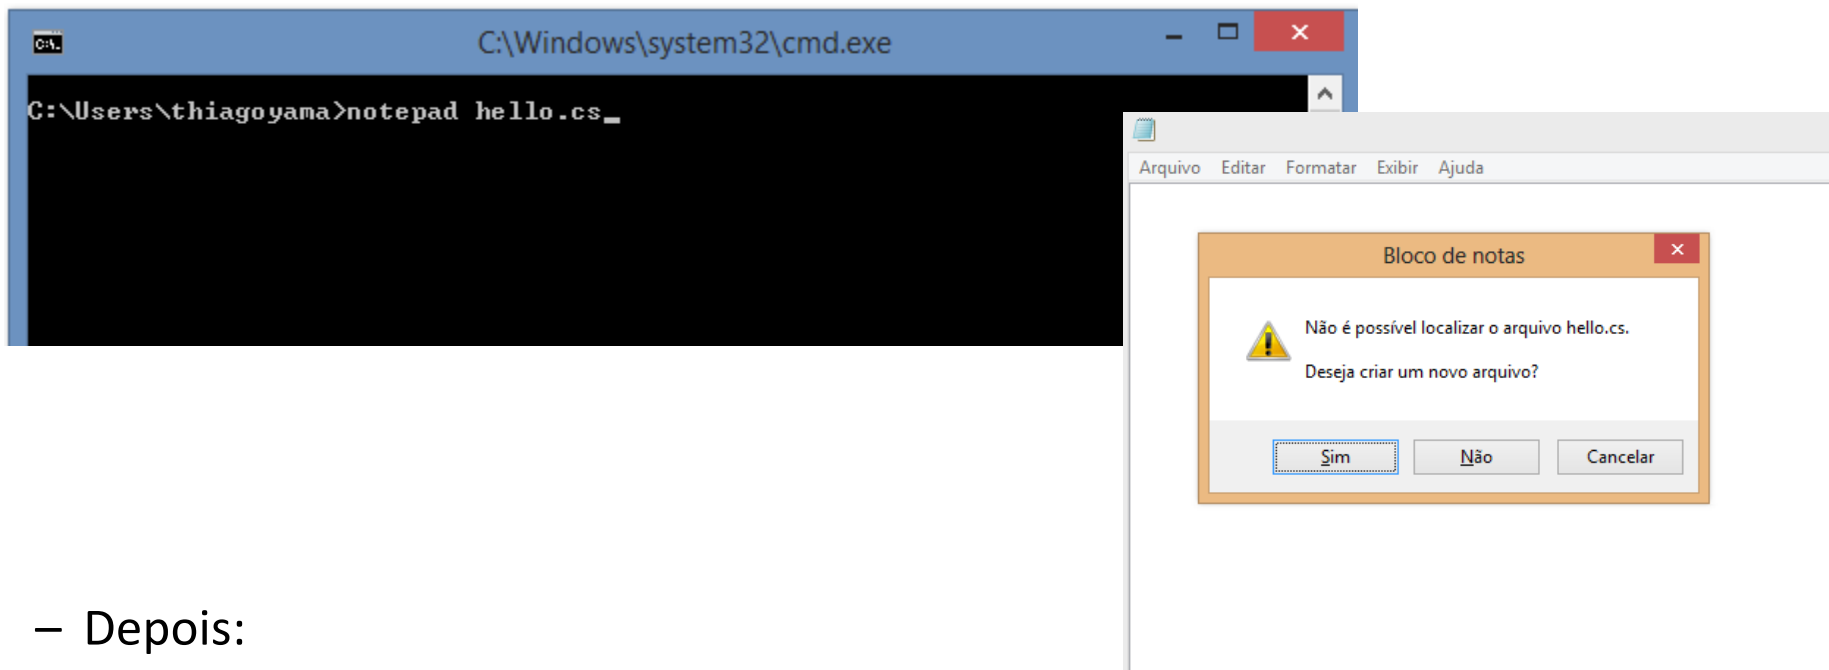 C:\Windows\system32\cmd.exe
C:\Users\thiagoyama>notepad hello.cs_
Arquivo Editar Formatar Exibir Ajuda
Bloco de notas
Não é possível localizar o arquivo hello.cs.
Deseja criar um novo arquivo?
Sim Não Cancelar
– Depois: